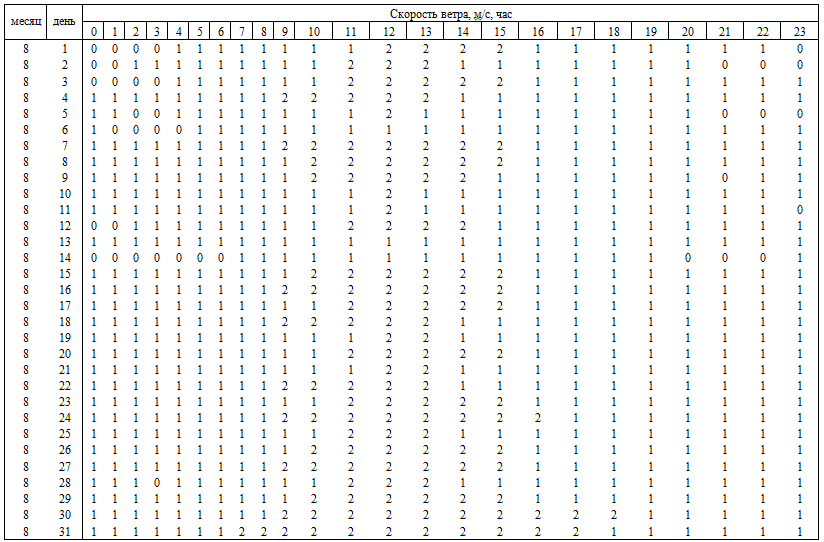 Скорость ветра, м/с, час
месяц день 0 1 2 3 4 5 6 7 8 9 10 11 12 13 14 15 16 17 18 19 20 21 22 23
8 1 0 0 0 0 1 1 1 1 1 1 1 1 2 2 2 2 1 1 1 1 1 1 1 0
8 2 0 0 1 1 1 1 1 1 1 1 1 2 2 2 1 1 1 1 1 1 1 0 0 0
8 3 0 0 0 0 1 1 1 1 1 1 1 2 2 2 2 2 1 1 1 1 1 1 1 1
8 4 1 1 1 1 1 1 1 1 1 2 2 2 2 2 1 1 1 1 1 1 1 1 1 1
8 5 1 1 0 0 1 1 1 1 1 1 1 1 2 1 1 1 1 1 1 1 1 0 0 0
8 6 1 0 0 0 0 1 1 1 1 1 1 1 1 1 1 1 1 1 1 1 1 1 1 1
8 7 1 1 1 1 1 1 1 1 1 2 2 2 2 2 2 2 1 1 1 1 1 1 1 1
8 8 1 1 1 1 1 1 1 1 1 1 2 2 2 2 2 2 1 1 1 1 1 1 1 1
8 9 1 1 1 1 1 1 1 1 1 1 2 2 2 2 2 1 1 1 1 1 1 0 1 1
8 10 1 1 1 1 1 1 1 1 1 1 1 1 2 1 1 1 1 1 1 1 1 1 1 1
8 11 1 1 1 1 1 1 1 1 1 1 1 1 2 1 1 1 1 1 1 1 1 1 1 0
8 12 0 0 1 1 1 1 1 1 1 1 1 2 2 2 2 1 1 1 1 1 1 1 1 1
8 13 1 1 1 1 1 1 1 1 1 1 1 1 1 1 1 1 1 1 1 1 1 1 1 1
8 14 0 0 0 0 0 0 0 1 1 1 1 1 1 1 1 1 1 1 1 1 0 0 0 1
8 15 1 1 1 1 1 1 1 1 1 1 2 2 2 2 2 2 1 1 1 1 1 1 1 1
8 16 1 1 1 1 1 1 1 1 1 2 2 2 2 2 2 2 1 1 1 1 1 1 1 1
8 17 1 1 1 1 1 1 1 1 1 1 1 2 2 2 2 2 1 1 1 1 1 1 1 1
8 18 1 1 1 1 1 1 1 1 1 2 2 2 2 2 1 1 1 1 1 1 1 1 1 1
8 19 1 1 1 1 1 1 1 1 1 1 1 2 2 2 1 1 1 1 1 1 1 1 1 1
8 20 1 1 1 1 1 1 1 1 1 1 1 2 2 2 2 2 1 1 1 1 1 1 1 1
8 21 1 1 1 1 1 1 1 1 1 1 1 1 2 2 1 1 1 1 1 1 1 1 1 1
8 22 1 1 1 1 1 1 1 1 1 2 2 2 2 2 1 1 1 1 1 1 1 1 1 1
8 23 1 1 1 1 1 1 1 1 1 1 1 2 2 2 2 2 1 1 1 1 1 1 1 1
8 24 1 1 1 1 1 1 1 1 1 2 2 2 2 2 2 2 2 1 1 1 1 1 1 1
8 25 1 1 1 1 1 1 1 1 1 1 1 2 2 2 1 1 1 1 1 1 1 1 1 1
8 26 1 1 1 1 1 1 1 1 1 1 2 2 2 2 2 2 1 1 1 1 1 1 1 1
8 27 1 1 1 1 1 1 1 1 1 2 2 2 2 2 2 2 1 1 1 1 1 1 1 1
8 28 1 1 1 0 1 1 1 1 1 1 1 2 2 2 1 1 1 1 1 1 1 1 1 1
8 29 1 1 1 1 1 1 1 1 1 1 2 2 2 2 2 2 1 1 1 1 1 1 1 1
8 30 1 1 1 1 1 1 1 1 1 2 2 2 2 2 2 2 2 2 2 1 1 1 1 1
8 31 1 1 1 1 1 1 1 2 2 2 2 2 2 2 2 2 2 2 1 1 1 1 1 1